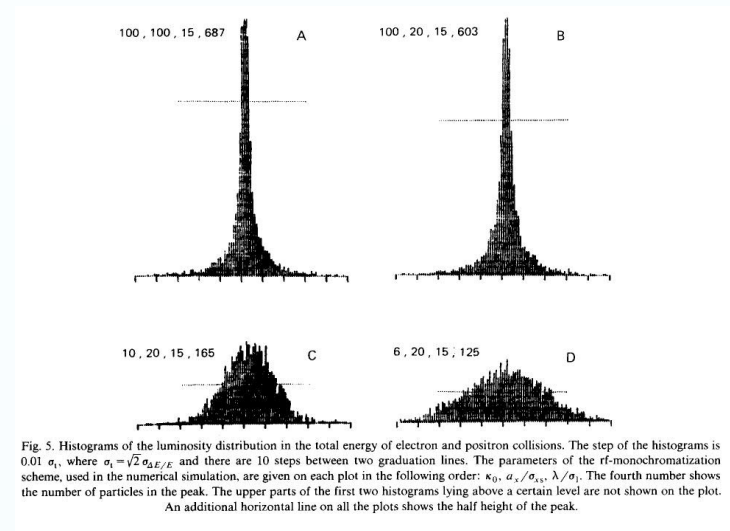 100 , 100 , 15 , 687
A
100 , 20 , 15 , 603
B
10 , 20 , 15 , 165
C
6 , 20 , 15 , 125
D
Fig. 5. Histograms of the luminosity distribution in the total energy of electron and positron collisions. The step of the histograms is
0.01 σₜ, where σₜ = √2 σ_ΔE/E and there are 10 steps between two graduation lines. The parameters of the rf-monochromatization
scheme, used in the numerical simulation, are given on each plot in the following order: κ₀, aₓ/σₓₛ, λ/σₗ. The fourth number shows
the number of particles in the peak. The upper parts of the first two histograms lying above a certain level are not shown on the plot.
An additional horizontal line on all the plots shows the half height of the peak.